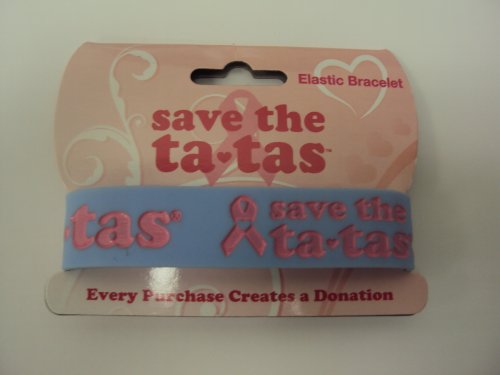 Elastic Bracelet
save the
ta•tas™
•tas®
save the
ta•tas
Every Purchase Creates a Donation